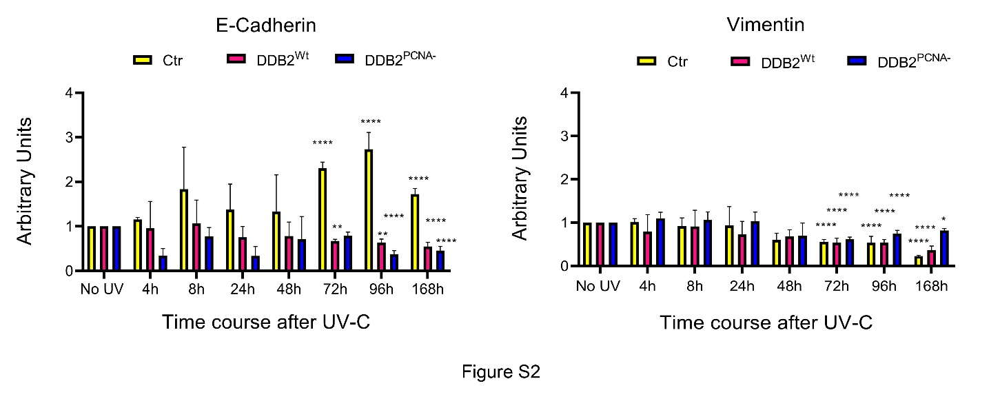 E-Cadherin
Ctr DDB2Wt DDB2PCNA-
4
3
2
1
0
Arbitrary Units
**** **** ** ** **** **** **** ****
No UV 4h 8h 24h 48h 72h 96h 168h
Time course after UV-C
Vimentin
Ctr DDB2Wt DDB2PCNA-
4
3
2
1
0
Arbitrary Units
**** **** **** **** **** **** **** **** *
No UV 4h 8h 24h 48h 72h 96h 168h
Time course after UV-C
Figure S2